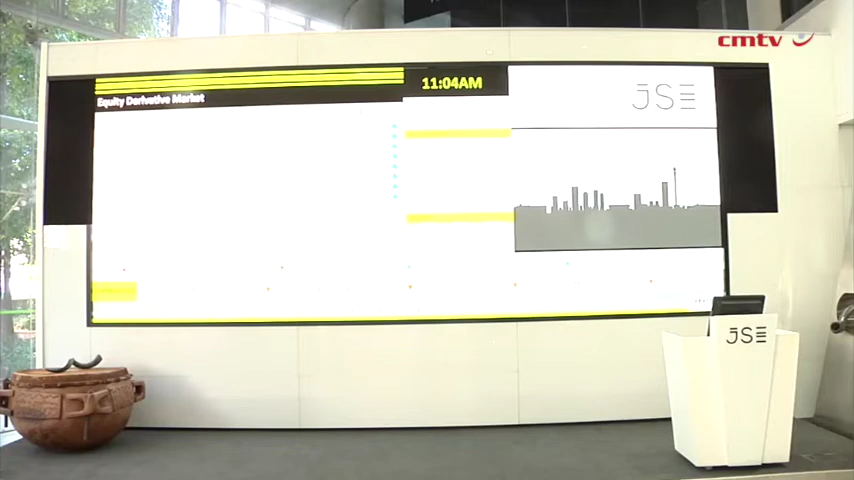 cmtv
11:04AM
Equity Derivative Market
JSE
JSE